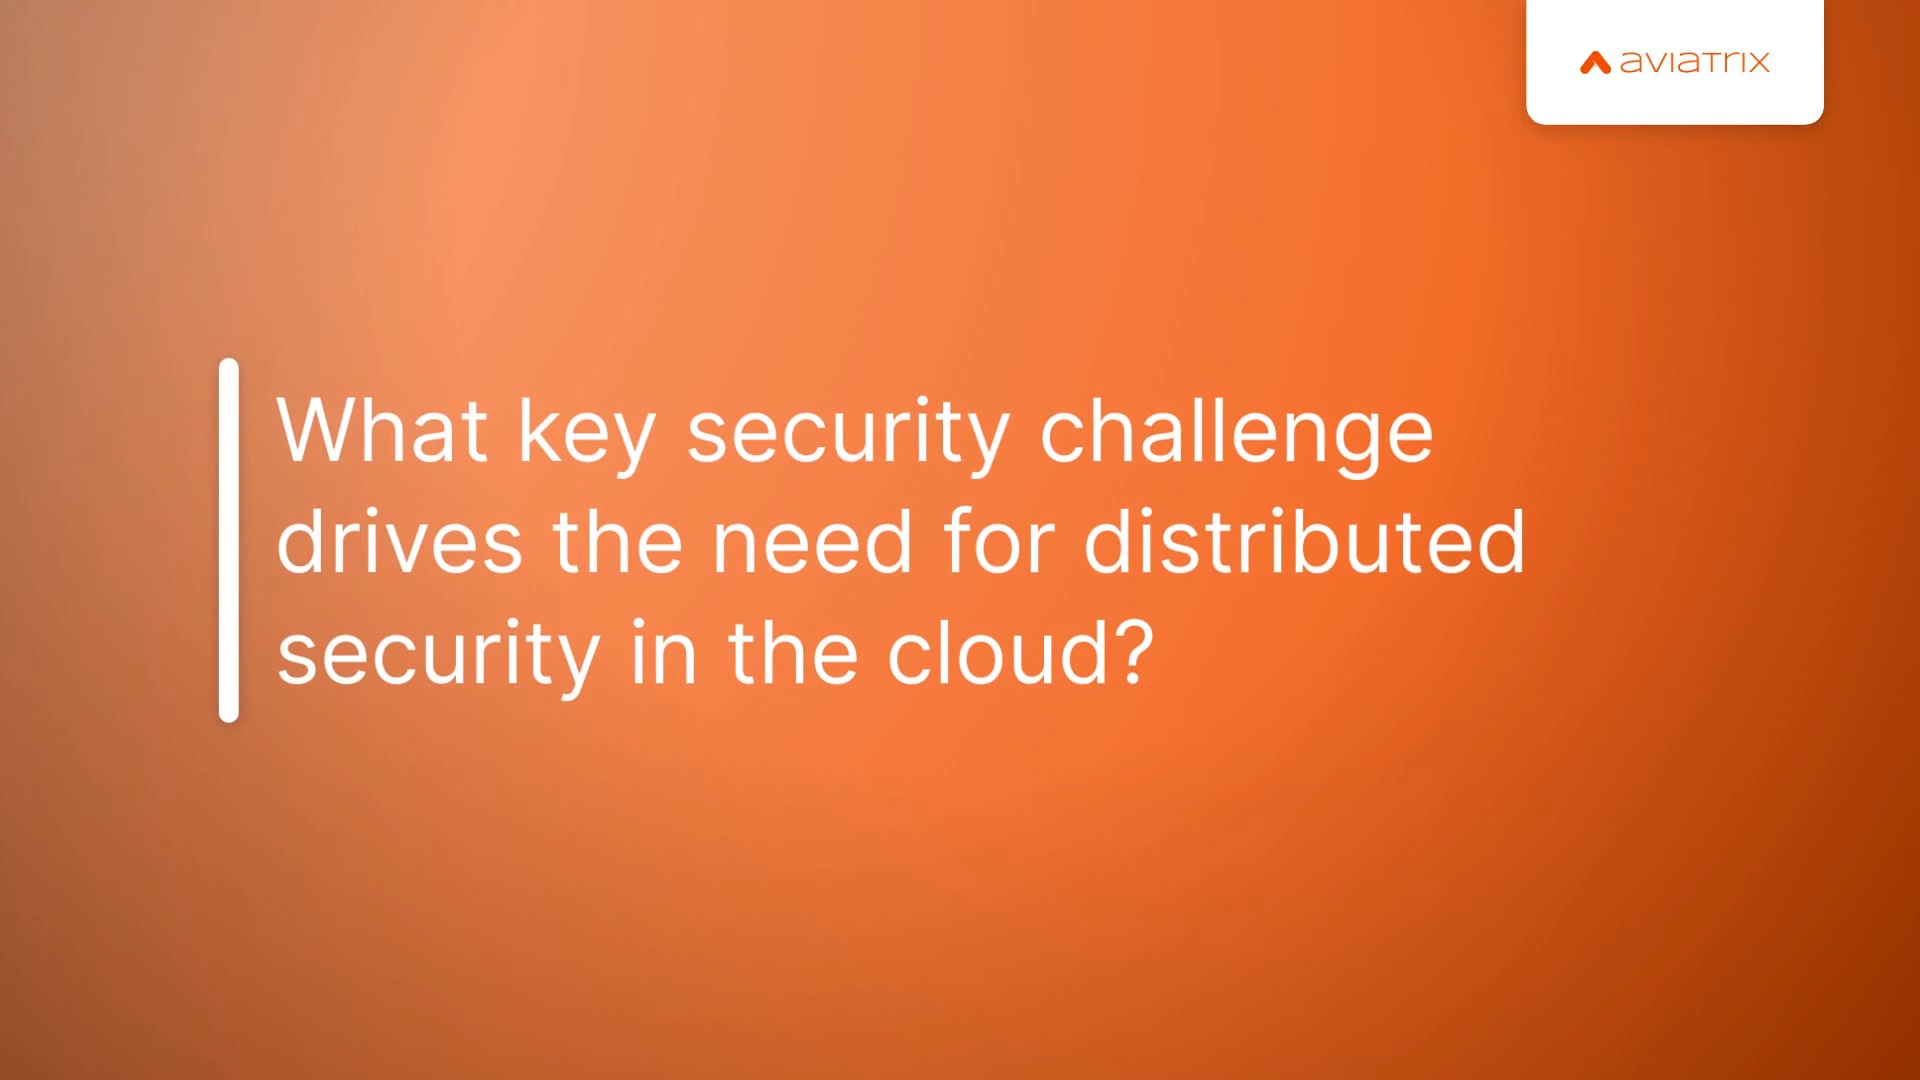 aviatrix
What key security challenge
drives the need for distributed
security in the cloud?